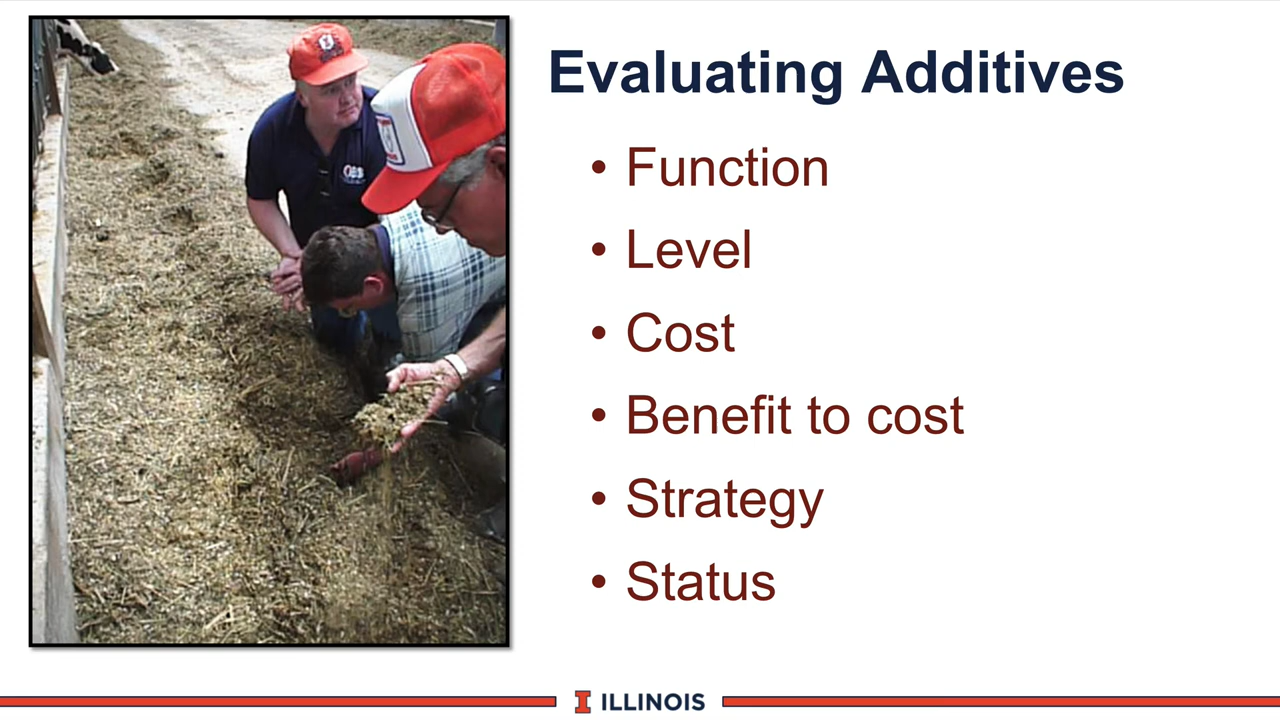 Evaluating Additives
• Function
• Level
• Cost
• Benefit to cost
• Strategy
• Status
I ILLINOIS